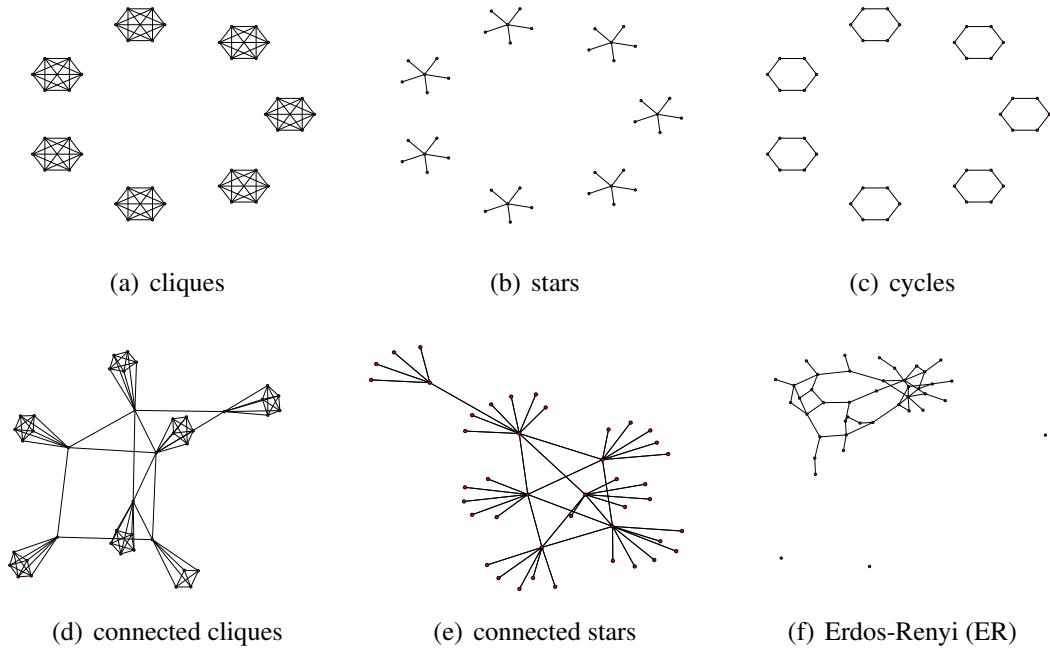 (a) cliques
(b) stars
(c) cycles
(d) connected cliques
(e) connected stars
(f) Erdos-Renyi (ER)